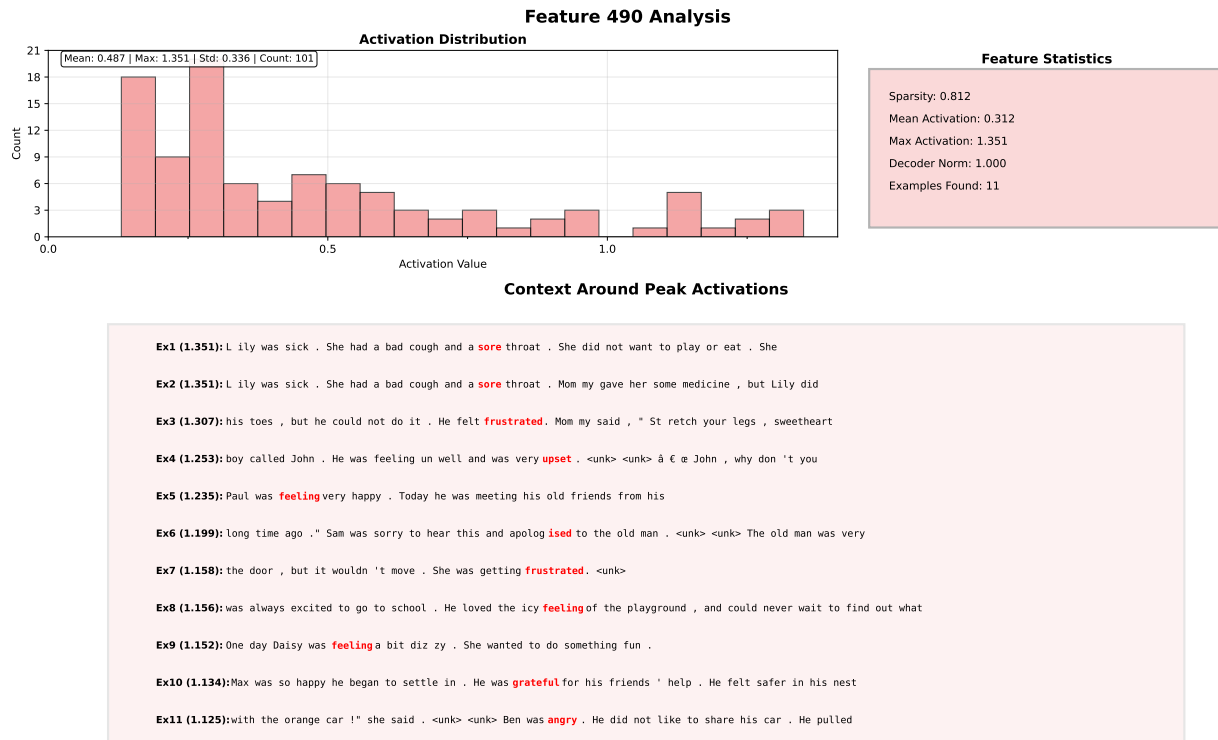 Feature 490 Analysis
Activation Distribution
Mean: 0.487 | Max: 1.351 | Std: 0.336 | Count: 101
21
18
15
12
9
6
3
0
Count
0.0
0.5
1.0
Activation Value
Feature Statistics
Sparsity: 0.812
Mean Activation: 0.312
Max Activation: 1.351
Decoder Norm: 1.000
Examples Found: 11
Context Around Peak Activations
Ex1 (1.351): L ily was sick . She had a bad cough and a sore throat . She did not want to play or eat . She
Ex2 (1.351): L ily was sick . She had a bad cough and a sore throat . Mom my gave her some medicine , but Lily did
Ex3 (1.307): his toes , but he could not do it . He felt frustrated . Mom my said , " St retch your legs , sweetheart
Ex4 (1.253): boy called John . He was feeling un well and was very upset . <unk> <unk> â € œ John , why don 't you
Ex5 (1.235): Paul was feeling very happy . Today he was meeting his old friends from his
Ex6 (1.199): long time ago ." Sam was sorry to hear this and apolog ised to the old man . <unk> <unk> The old man was very
Ex7 (1.158): the door , but it wouldn 't move . She was getting frustrated . <unk>
Ex8 (1.156): was always excited to go to school . He loved the icy feeling of the playground , and could never wait to find out what
Ex9 (1.152): One day Daisy was feeling a bit diz zy . She wanted to do something fun .
Ex10 (1.134): Max was so happy he began to settle in . He was grateful for his friends ' help . He felt safer in his nest
Ex11 (1.125): with the orange car !" she said . <unk> <unk> Ben was angry . He did not like to share his car . He pulled